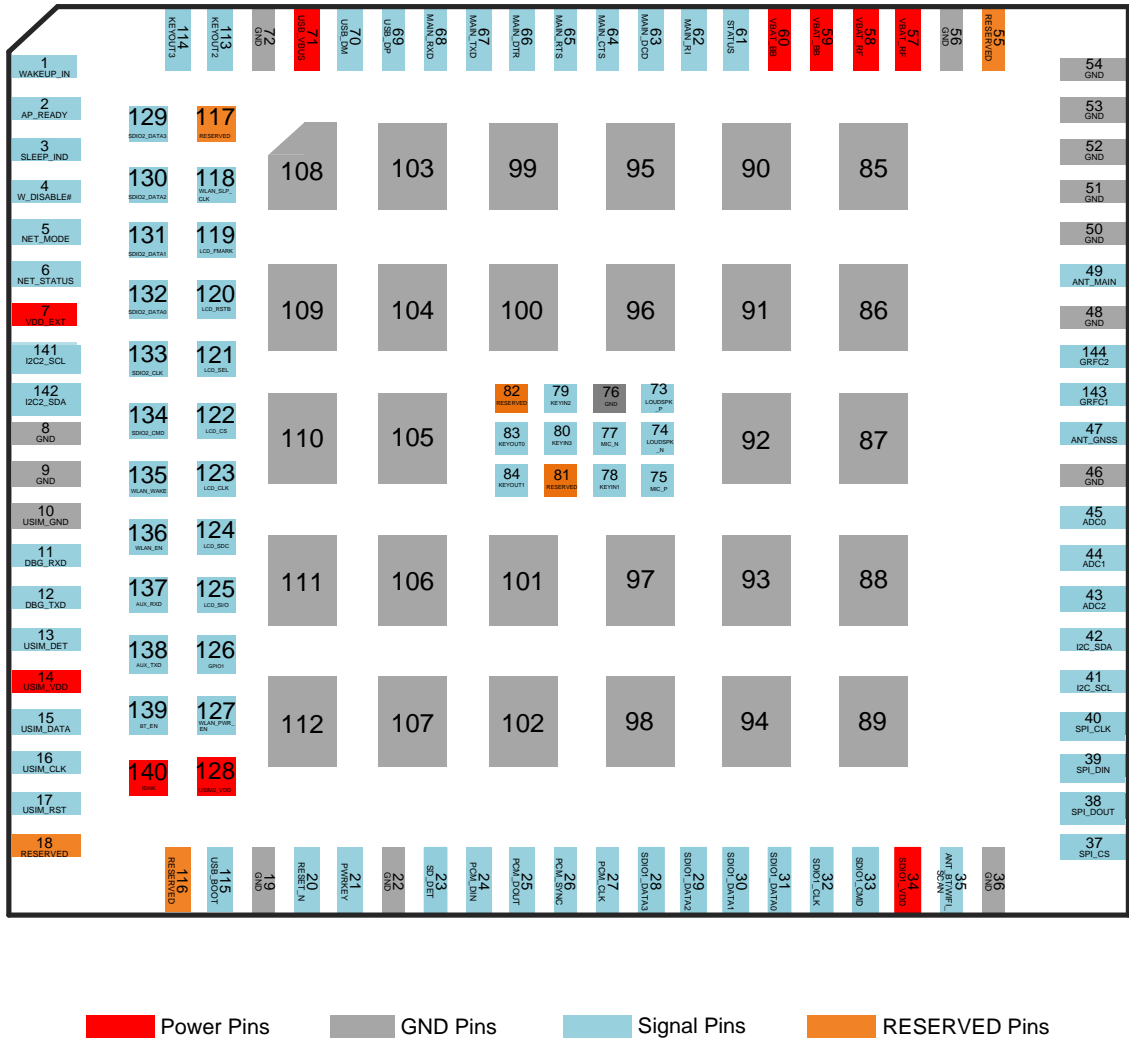 114
KEYOUT3
113
KEYOUT2
72
GND
71
USB_VBUS
70
USB_DM
69
USB_DP
68
MAIN_RXD
67
MAIN_TXD
66
MAIN_DTR
65
MAIN_RTS
64
MAIN_CTS
63
MAIN_DCD
62
MAIN_RI
61
STATUS
60
VBAT_BB
59
VBAT_BB
58
VBAT_RF
57
VBAT_RF
56
GND
55
RESERVED
1
WAKEUP_IN
2
AP_READY
3
SLEEP_IND
4
W_DISABLE#
5
NET_MODE
6
NET_STATUS
7
VDD_EXT
141
I2C2_SCL
142
I2C2_SDA
8
GND
9
GND
10
USIM_GND
11
DBG_RXD
12
DBG_TXD
13
USIM_DET
14
USIM_VDD
15
USIM_DATA
16
USIM_CLK
17
USIM_RST
18
RESERVED
129
SDIO2_DATA3
130
SDIO2_DATA2
131
SDIO2_DATA1
132
SDIO2_DATA0
133
SDIO2_CLK
134
SDIO2_CMD
135
WLAN_WAKE
136
WLAN_EN
137
AUX_RXD
138
AUX_TXD
139
BT_EN
140
117
RESERVED
118
WLAN_SLP_
CLK
119
LCD_FMARK
120
LCD_RSTB
121
LCD_SEL
122
LCD_CS
123
LCD_CLK
124
LCD_SDC
125
LCD_SI/O
126
GPIO1
127
WLAN_PWR_
EN
128
108
103
99
95
90
85
109
104
100
96
91
86
110
105
92
87
82
RESERVED
79
KEYIN2
76
GND
73
LOUDSPK
_P
83
KEYOUT0
80
KEYIN3
77
MIC_N
74
LOUDSPK
_N
84
KEYOUT1
81
RESERVED
78
KEYIN1
75
MIC_P
111
106
101
97
93
88
112
107
102
98
94
89
54
GND
53
GND
52
GND
51
GND
50
GND
49
ANT_MAIN
48
GND
144
GRFC2
143
GRFC1
47
ANT_GNSS
46
GND
45
ADC0
44
ADC1
43
ADC2
42
I2C_SDA
41
I2C_SCL
40
SPI_CLK
39
SPI_DIN
38
SPI_DOUT
37
SPI_CS
116
RESERVED
115
USB_BOOT
19
GND
20
RESET_N
21
PWRKEY
22
GND
23
SD_DET
24
PCM_DIN
25
PCM_DOUT
26
PCM_SYNC
27
PCM_CLK
28
SDIO1_DATA3
29
SDIO1_DATA2
30
SDIO1_DATA1
31
SDIO1_DATA0
32
SDIO1_CLK
33
SDIO1_CMD
34
SDIO1_VDD
35
ANT_BT/WIFI_
SCAN
36
GND
Power Pins
GND Pins
Signal Pins
RESERVED Pins